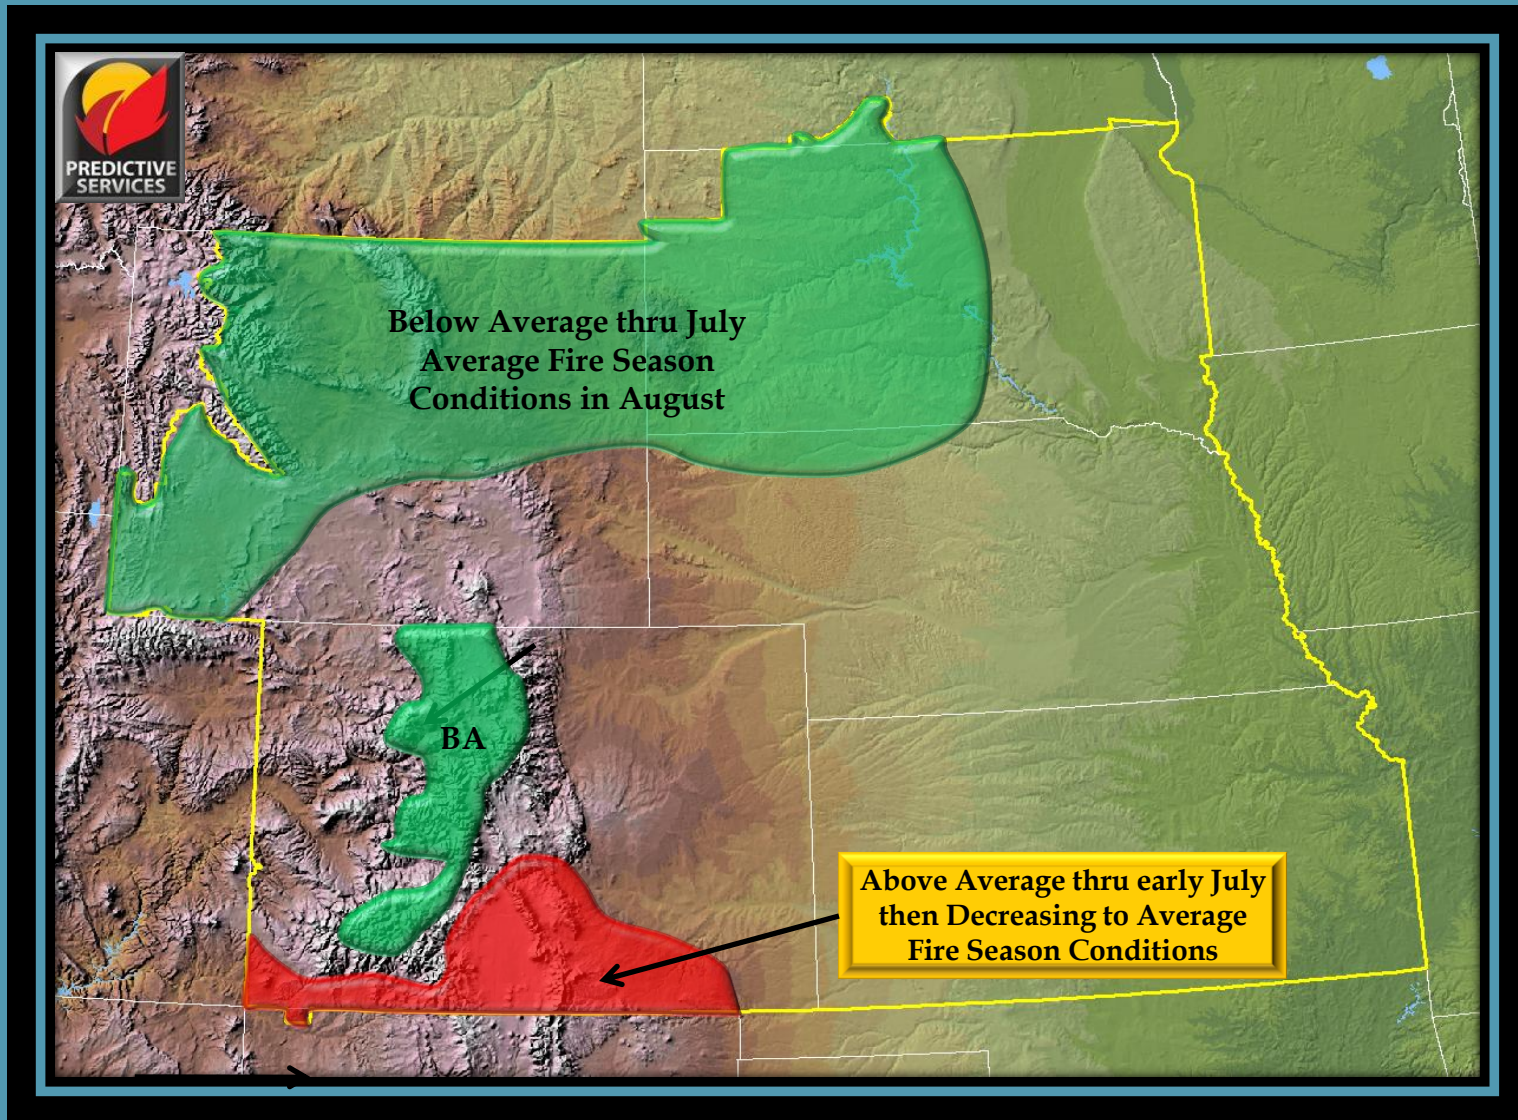 PREDICTIVE
SERVICES
Below Average thru July
Average Fire Season
Conditions in August
BA
Above Average thru early July
then Decreasing to Average
Fire Season Conditions